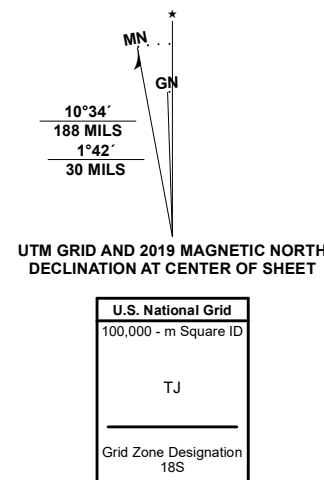 MN
GN
10°34´
188 MILS
1°42´
30 MILS
UTM GRID AND 2019 MAGNETIC NORTH
DECLINATION AT CENTER OF SHEET
U.S. National Grid
100,000 - m Square ID
TJ
Grid Zone Designation
18S